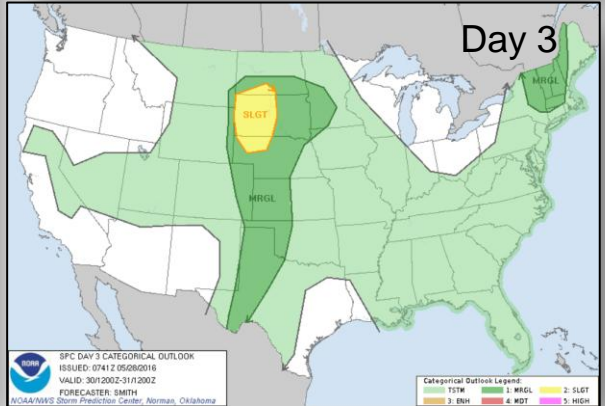 Day 3
MRGL
SLGT
MRGL
NOAA
SPC DAY 3 CATEGORICAL OUTLOOK
ISSUED: 0741Z 05/28/2016
VALID: 30/1200Z-31/1200Z
FORECASTER: SMITH
NOAA/NWS Storm Prediction Center, Norman, Oklahoma
Categorical Outlook Legend:
TSTM 1: MRGL 2: SLGT
3: ENH 4: MDT 5: HIGH